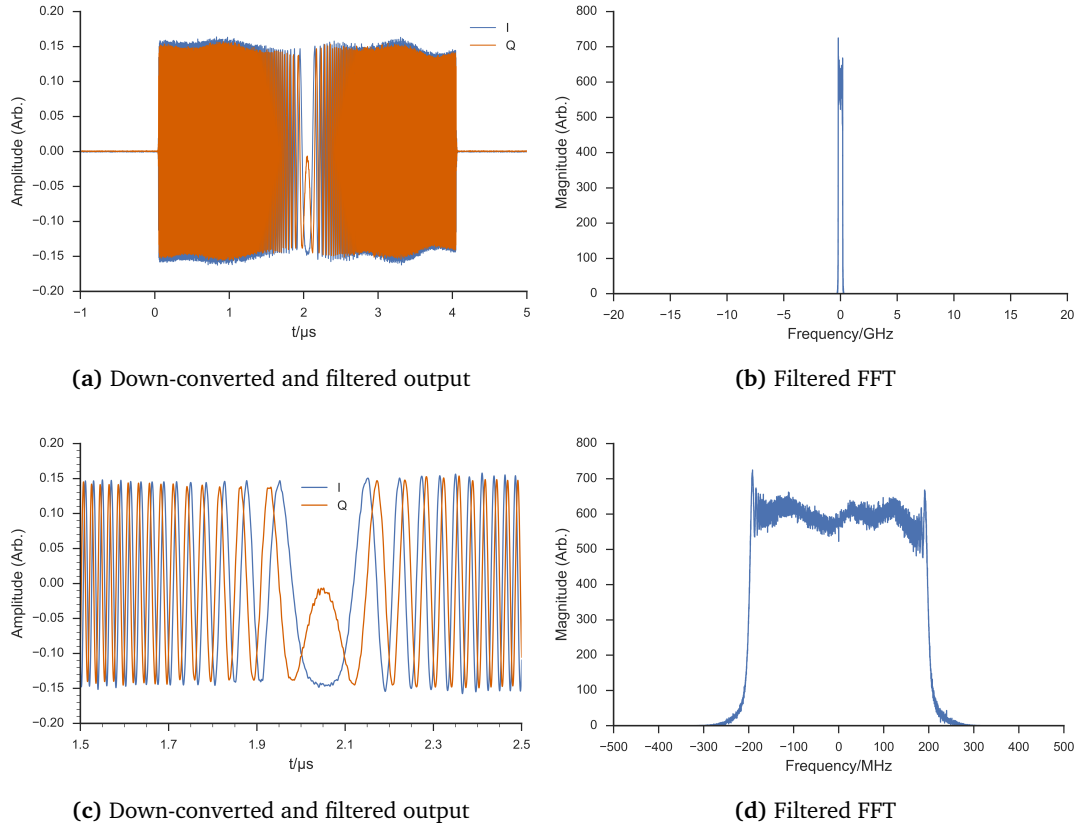 0.20
0.15
0.10
0.05
0.00
−0.05
−0.10
−0.15
−0.20
Amplitude (Arb.)
I
Q
−1 0 1 2 3 4 5
t/µs
(a) Down-converted and filtered output
800
700
600
500
400
300
200
100
0
Magnitude (Arb.)
−20 −15 −10 −5 0 5 10 15 20
Frequency/GHz
(b) Filtered FFT
0.20
0.15
0.10
0.05
0.00
−0.05
−0.10
−0.15
−0.20
Amplitude (Arb.)
I
Q
1.5 1.7 1.9 2.1 2.3 2.5
t/µs
(c) Down-converted and filtered output
800
700
600
500
400
300
200
100
0
Magnitude (Arb.)
−500 −400 −300 −200 −100 0 100 200 300 400 500
Frequency/MHz
(d) Filtered FFT